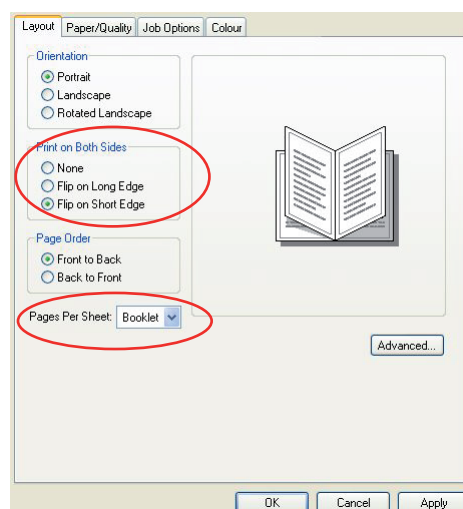 Layout Paper/Quality Job Options Colour
Orientation
Portrait
Landscape
Rotated Landscape
Print on Both Sides
None
Flip on Long Edge
Flip on Short Edge
Page Order
Front to Back
Back to Front
Pages Per Sheet: Booklet
Advanced...
OK Cancel Apply